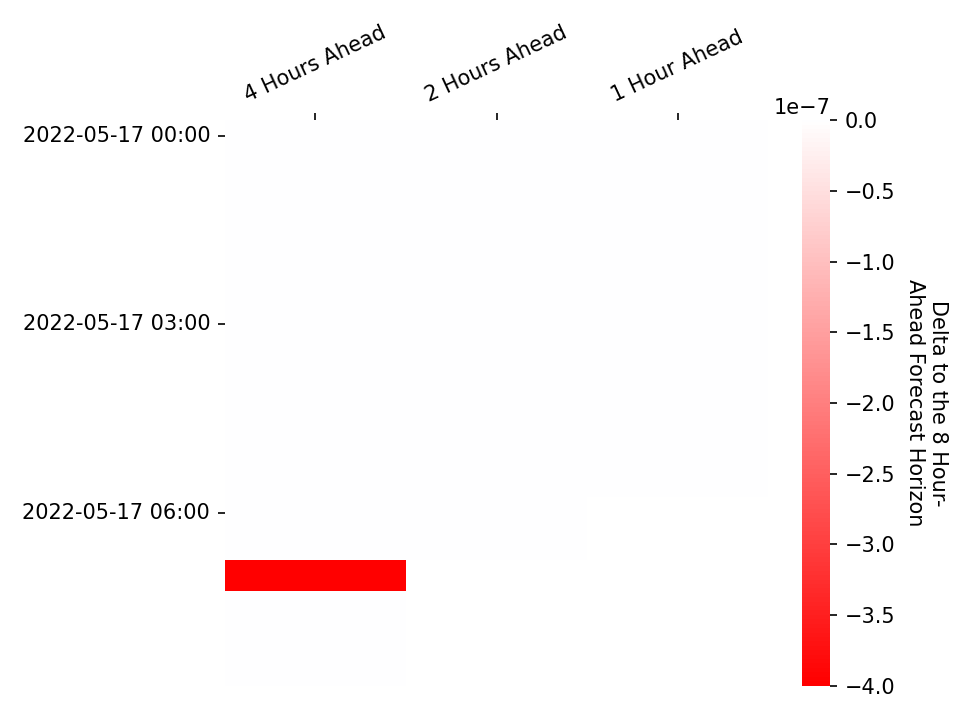 4 Hours Ahead
2 Hours Ahead
1 Hour Ahead
2022-05-17 00:00
2022-05-17 03:00
2022-05-17 06:00
1e−7
0.0
−0.5
−1.0
−1.5
−2.0
−2.5
−3.0
−3.5
−4.0
Delta to the 8 Hour-
Ahead Forecast Horizon